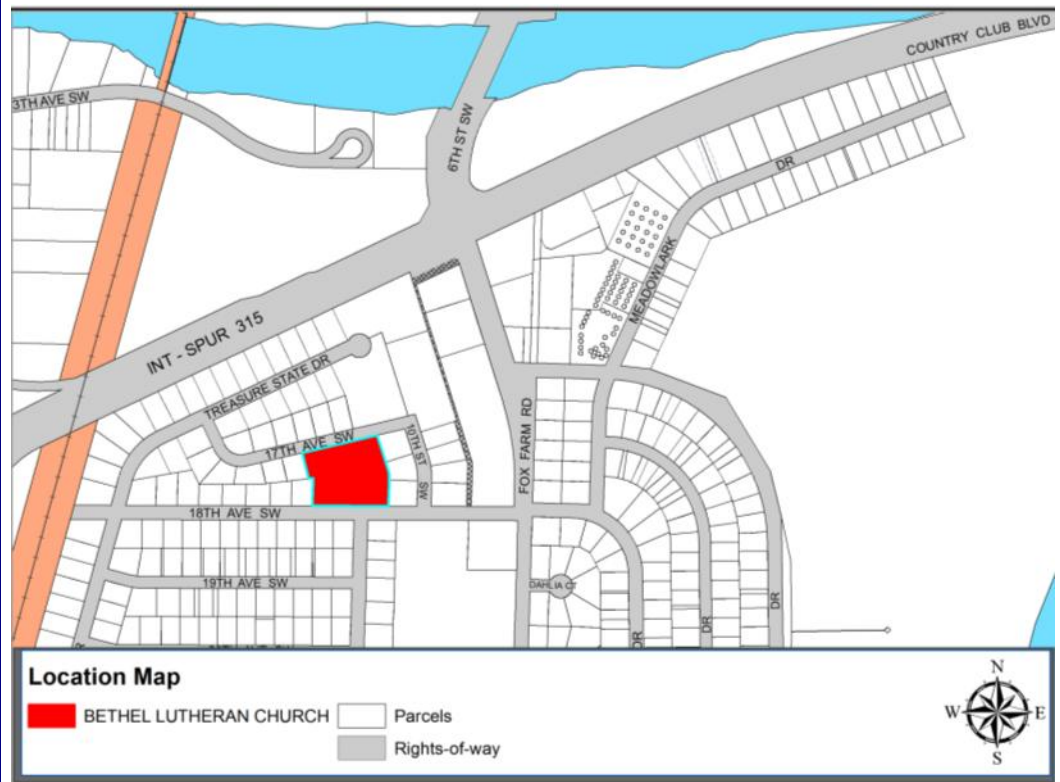 COUNTRY CLUB BLVD
3TH AVE SW
6TH ST SW
DR
MEADOWLARK
INT - SPUR 315
TREASURE STATE DR
17TH AVE SW
10TH ST
SW
FOX FARM RD
18TH AVE SW
19TH AVE SW
DAHLIA CT
DR
DR
DR
Location Map
BETHEL LUTHERAN CHURCH
Parcels
Rights-of-way
N
W
E
S